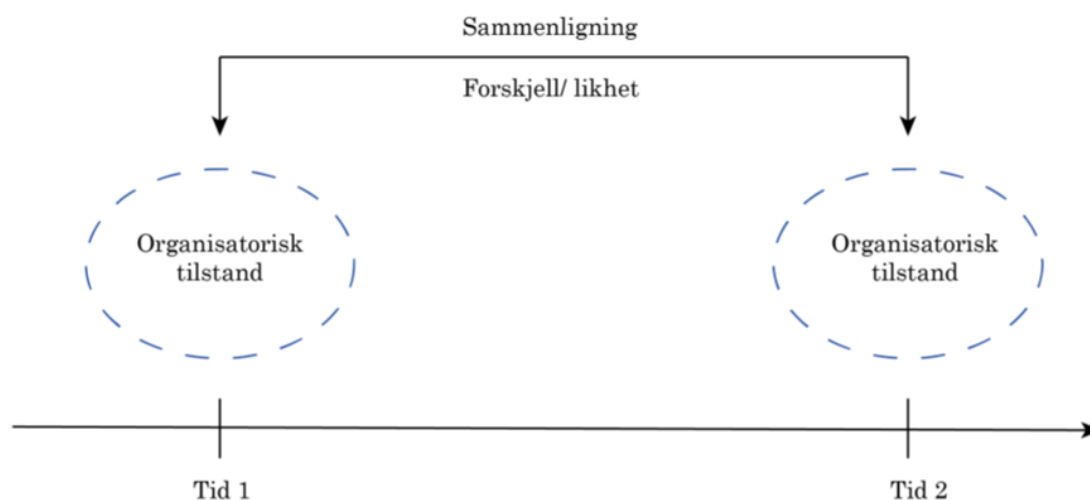 Sammenligning
Forskjell/ likhet
Organisatorisk
tilstand
Organisatorisk
tilstand
Tid 1
Tid 2